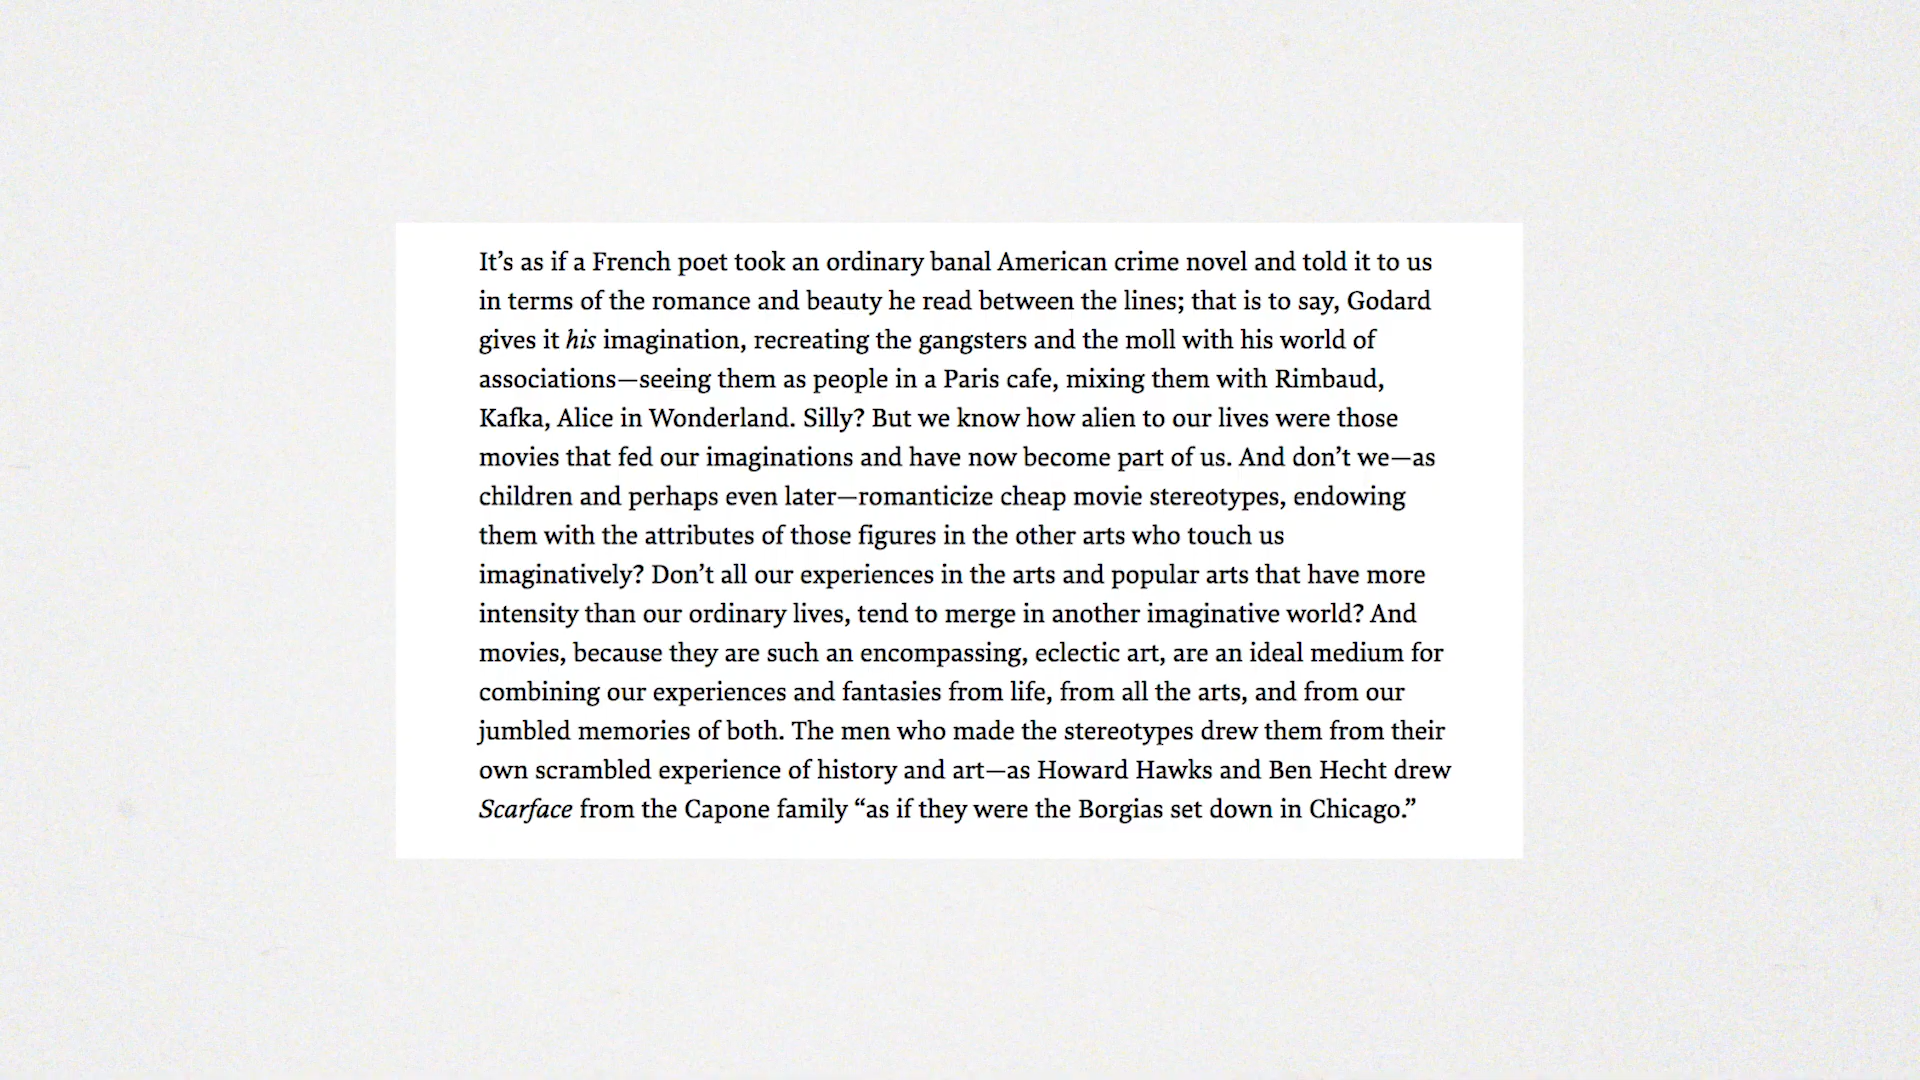 It’s as if a French poet took an ordinary banal American crime novel and told it to us
in terms of the romance and beauty he read between the lines; that is to say, Godard
gives it his imagination, recreating the gangsters and the moll with his world of
associations—seeing them as people in a Paris cafe, mixing them with Rimbaud,
Kafka, Alice in Wonderland. Silly? But we know how alien to our lives were those
movies that fed our imaginations and have now become part of us. And don’t we—as
children and perhaps even later—romanticize cheap movie stereotypes, endowing
them with the attributes of those figures in the other arts who touch us
imaginatively? Don’t all our experiences in the arts and popular arts that have more
intensity than our ordinary lives, tend to merge in another imaginative world? And
movies, because they are such an encompassing, eclectic art, are an ideal medium for
combining our experiences and fantasies from life, from all the arts, and from our
jumbled memories of both. The men who made the stereotypes drew them from their
own scrambled experience of history and art—as Howard Hawks and Ben Hecht drew
Scarface from the Capone family “as if they were the Borgias set down in Chicago.”